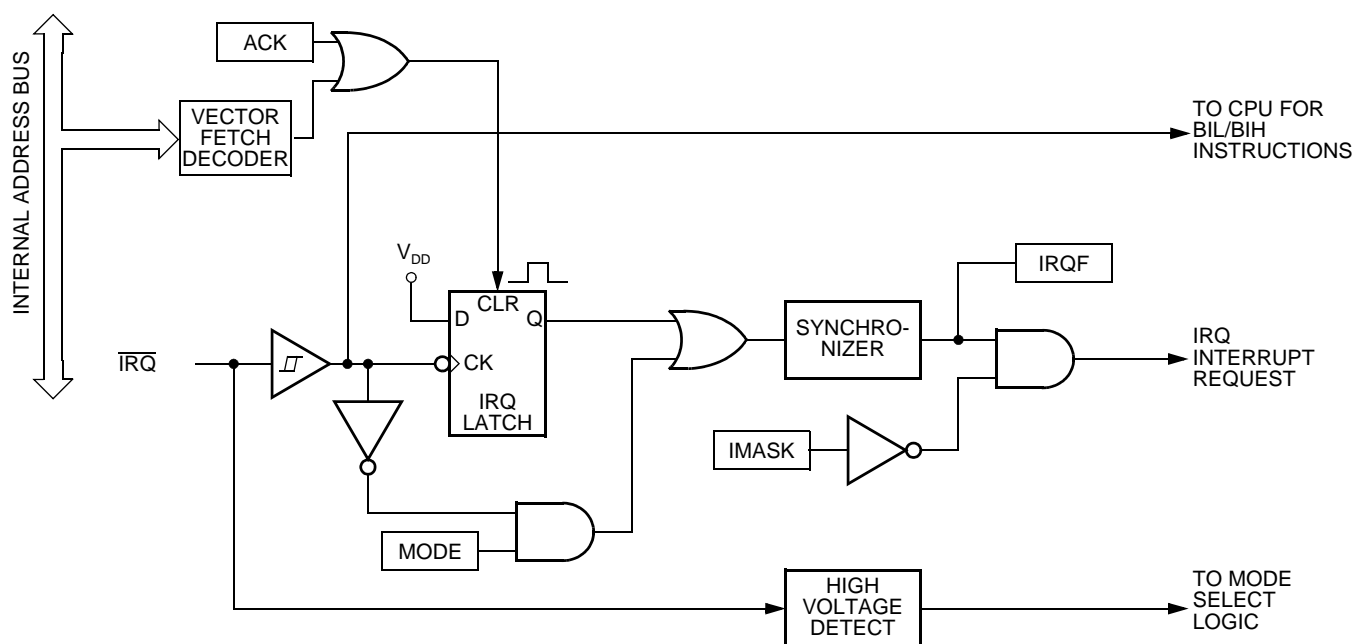 INTERNAL ADDRESS BUS
ACK
VECTOR
FETCH
DECODER
TO CPU FOR
BIL/BIH
INSTRUCTIONS
VDD
CLR
D
Q
CK
IRQ
LATCH
IRQ
SYNCHRO-
NIZER
IRQF
IRQ
INTERRUPT
REQUEST
IMASK
MODE
HIGH
VOLTAGE
DETECT
TO MODE
SELECT
LOGIC